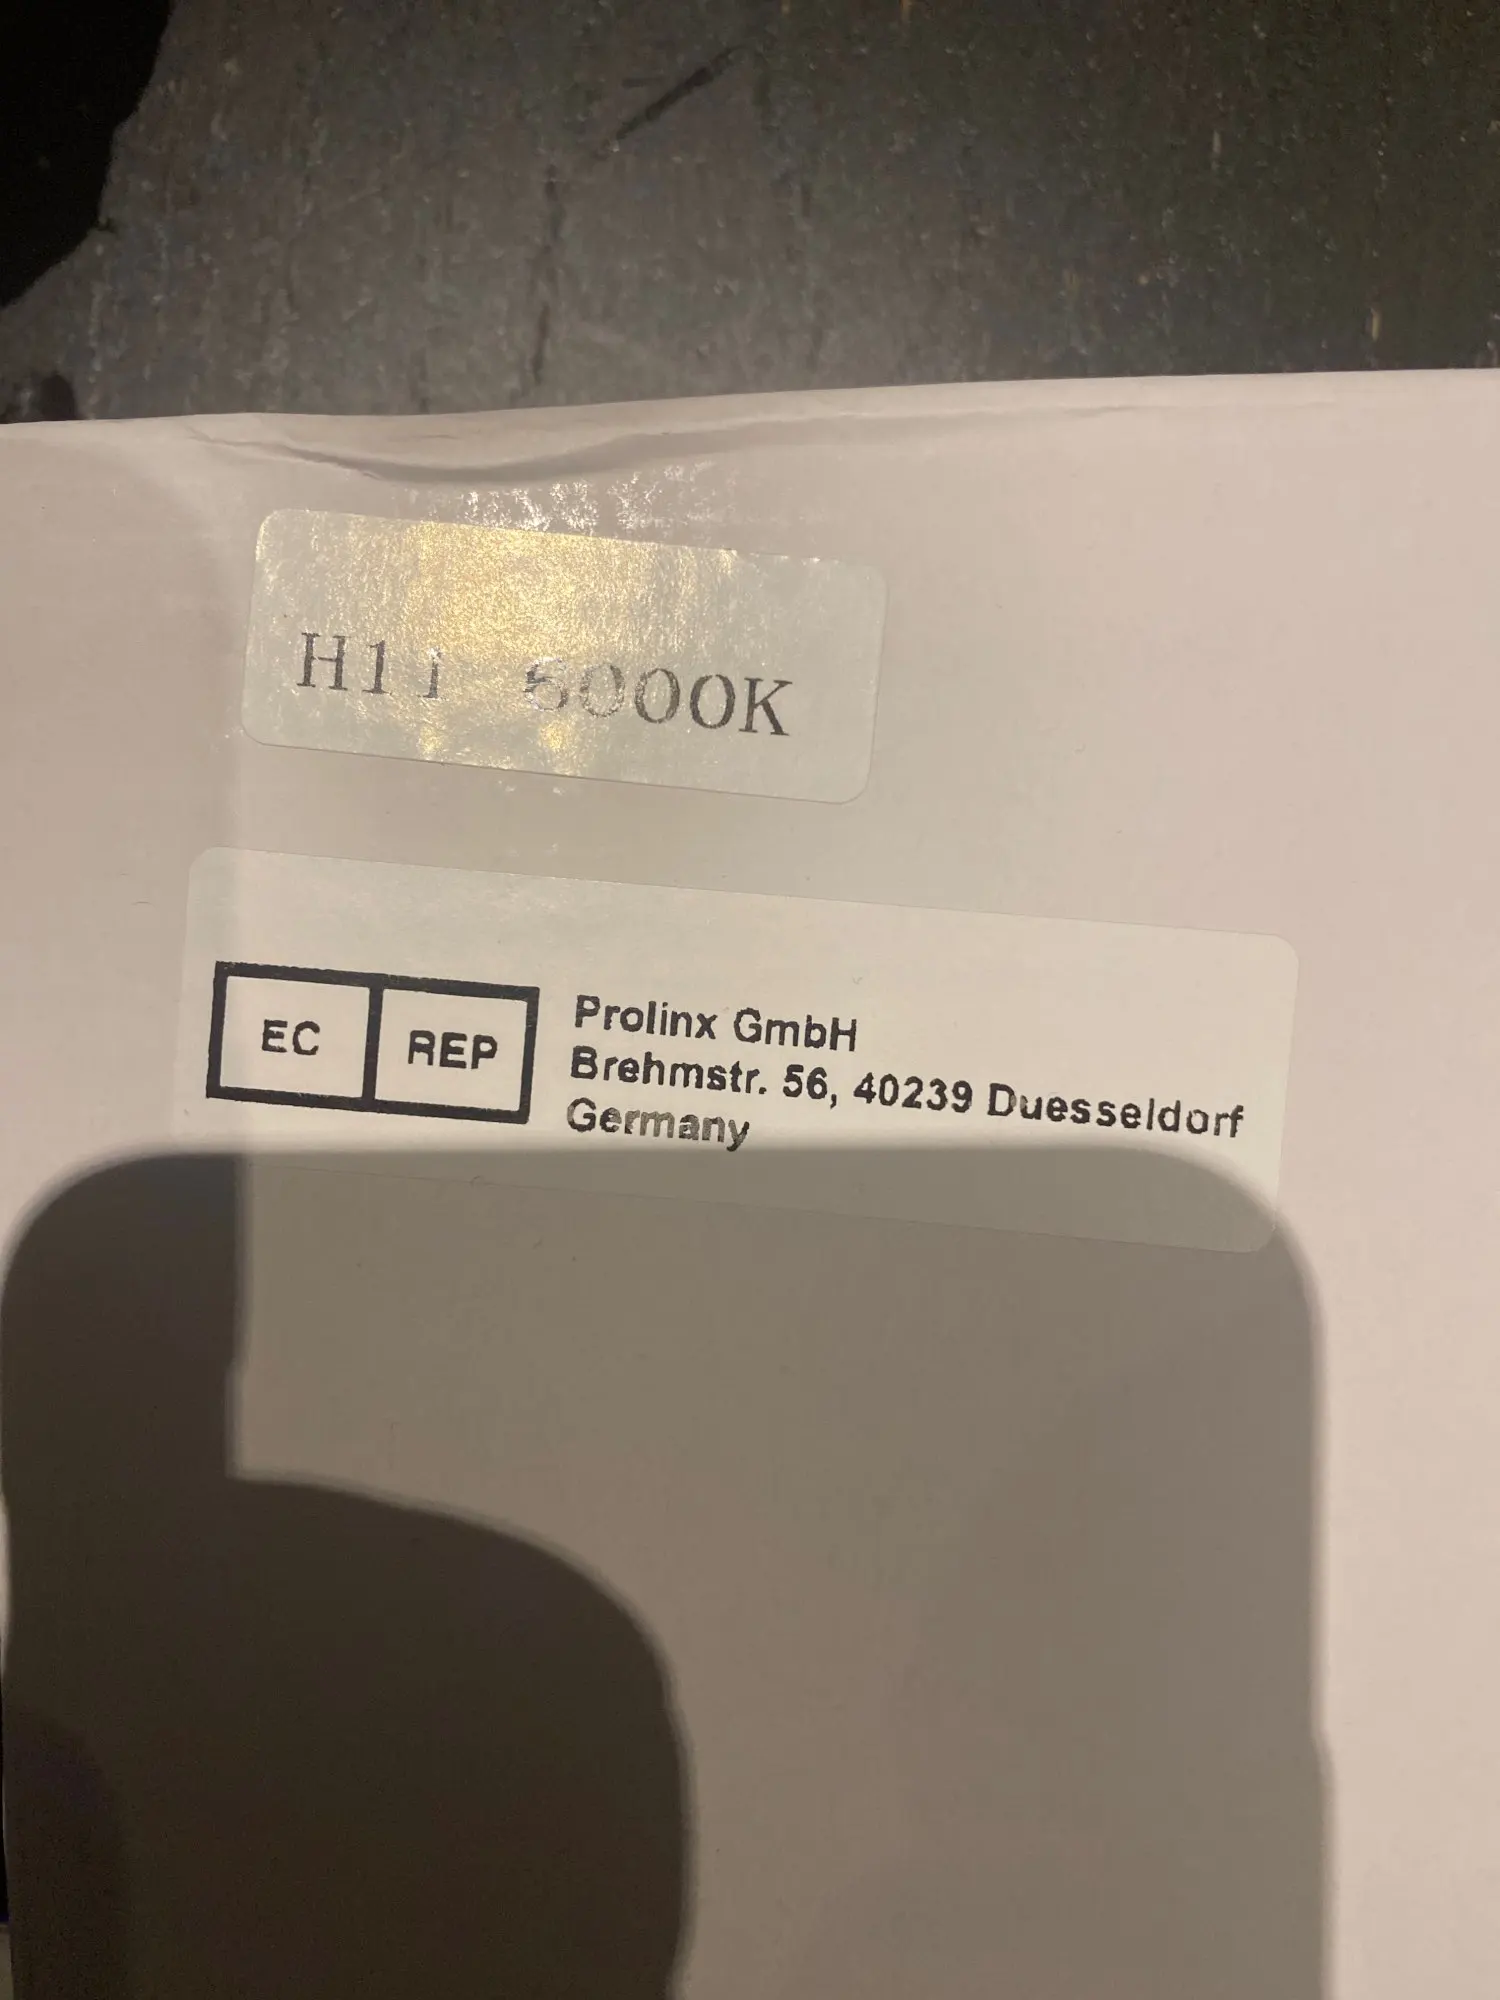 H11 6000K
EC REP
Prolinx GmbH
Brehmstr. 56, 40239 Duesseldorf
Germany